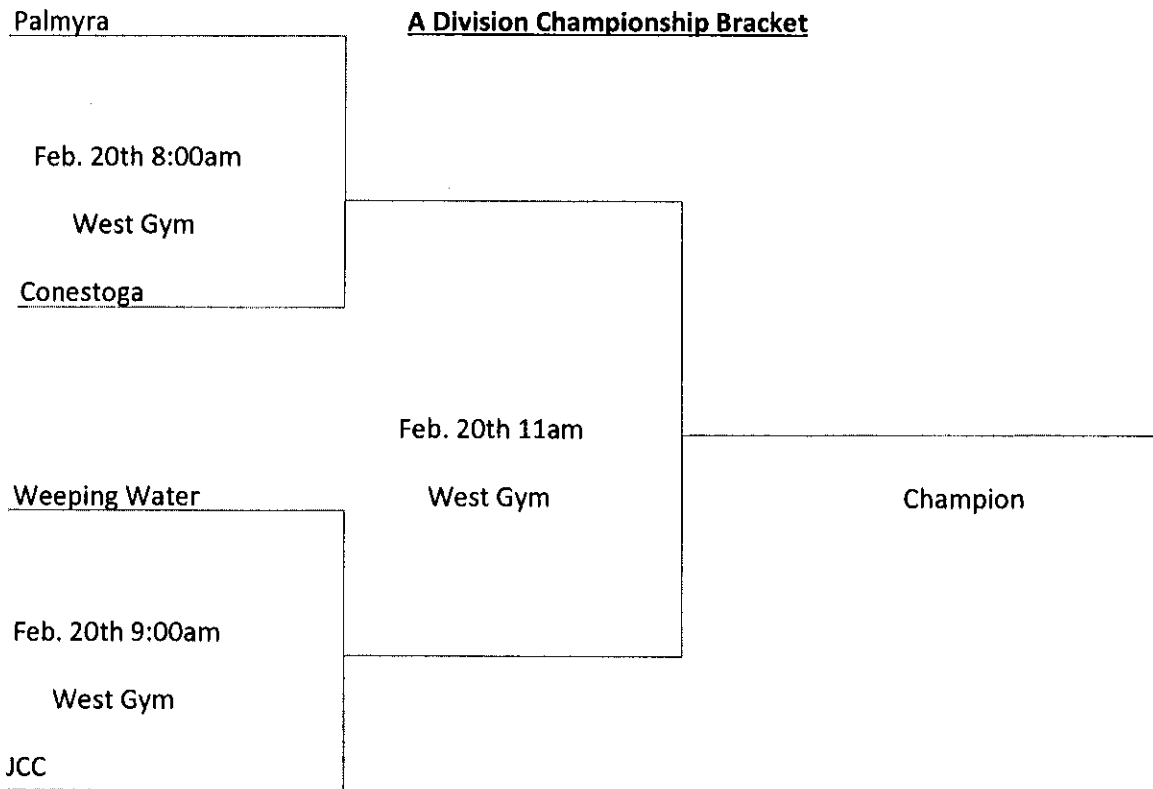 Palmyra
A Division Championship Bracket
Feb. 20th 8:00am
West Gym
Conestoga
Feb. 20th 11am
West Gym
Champion
Weeping Water
Feb. 20th 9:00am
West Gym
JCC